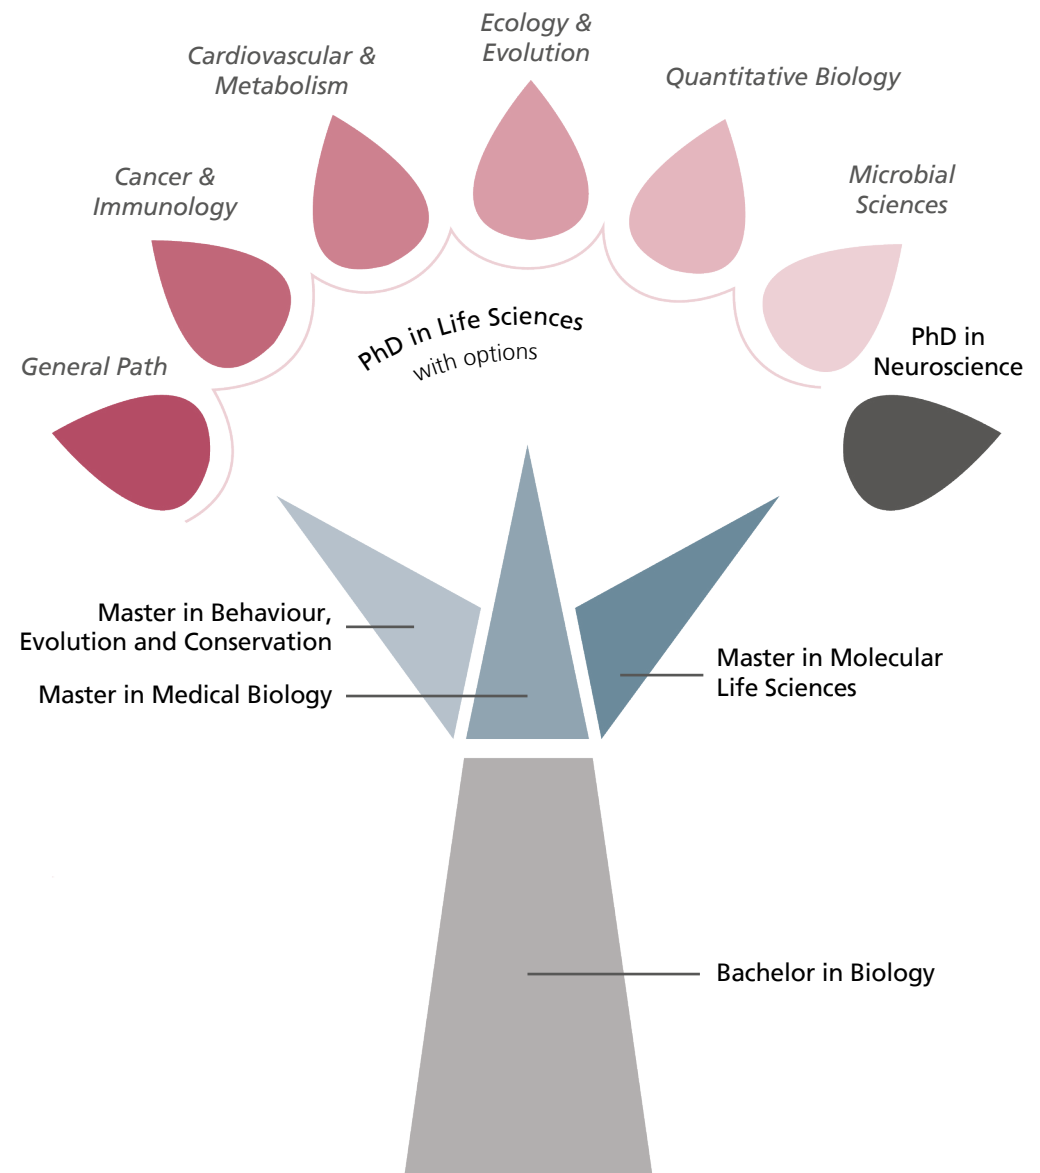 Ecology &
Evolution
Cardiovascular &
Metabolism
Quantitative Biology
Cancer &
Immunology
Microbial
Sciences
General Path
PhD in Life Sciences
with options
PhD in
Neuroscience
Master in Behaviour,
Evolution and Conservation
Master in Medical Biology
Master in Molecular
Life Sciences
Bachelor in Biology